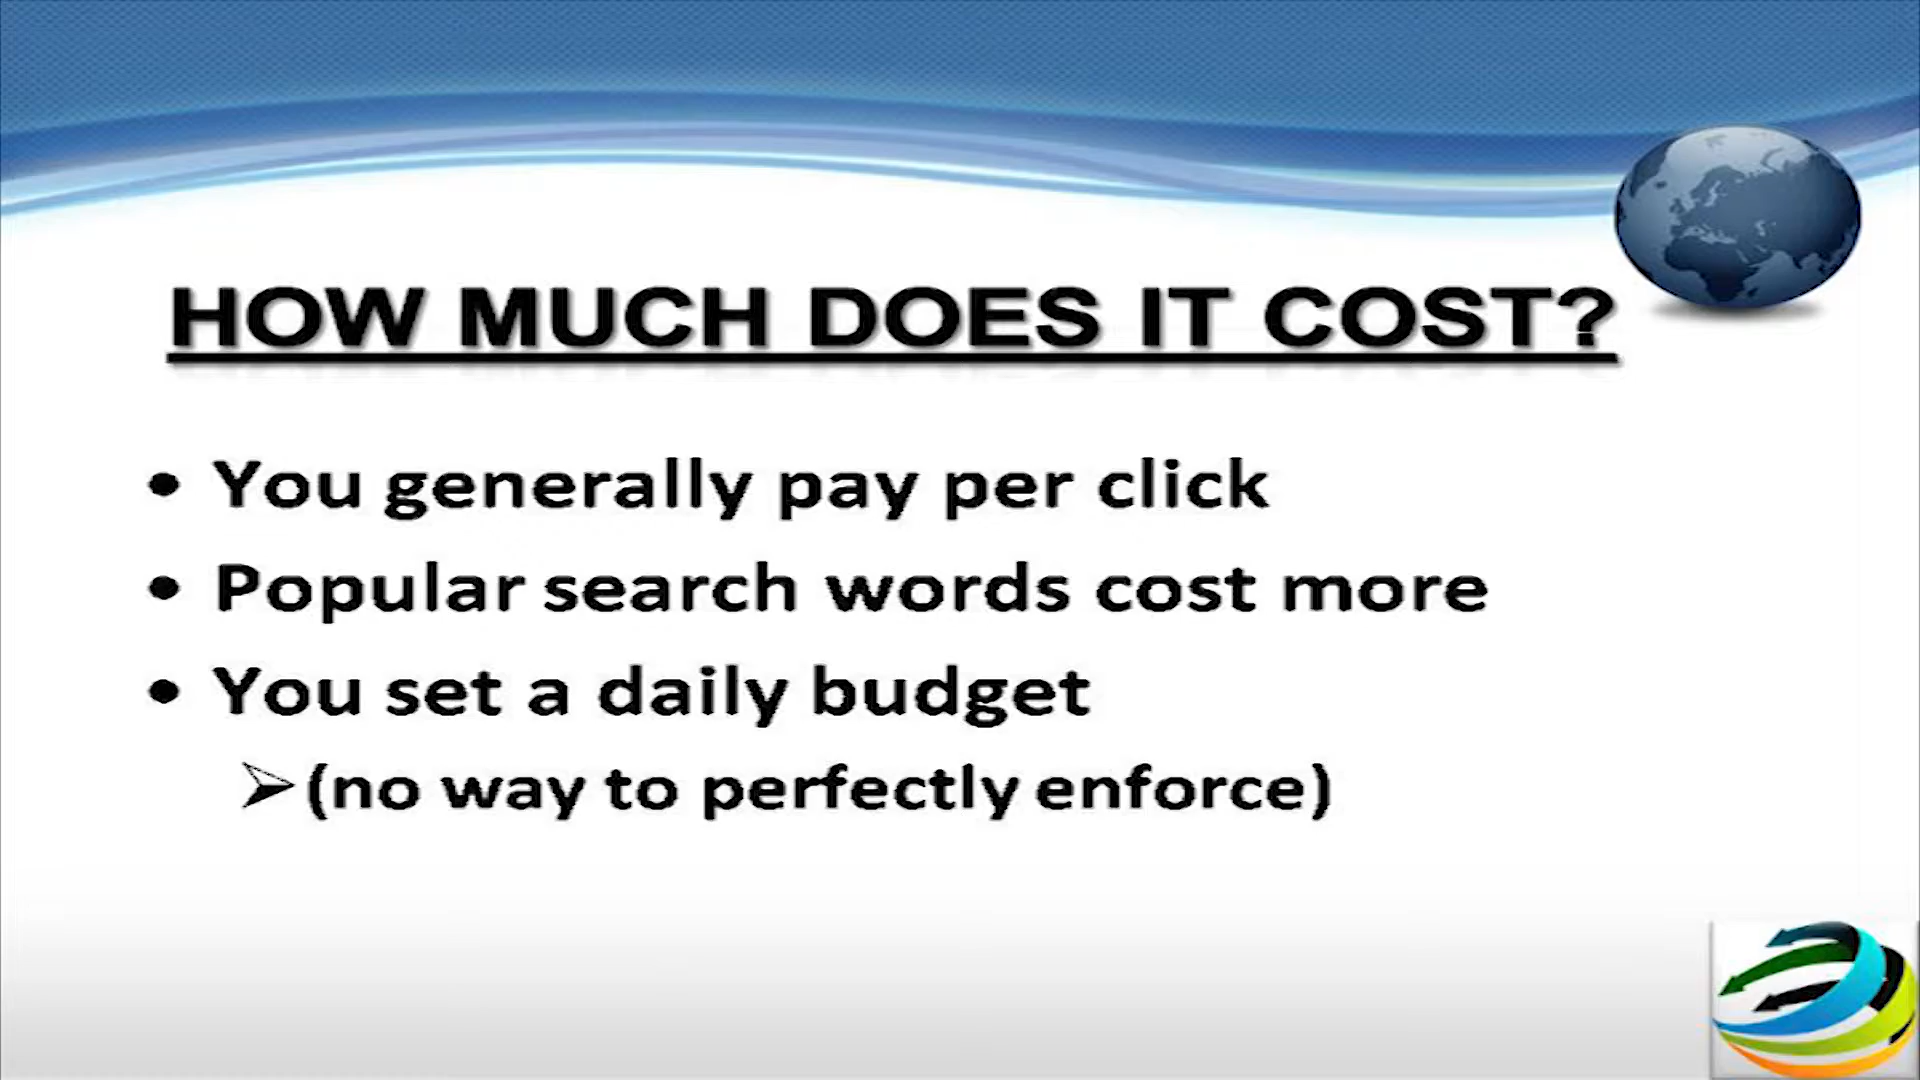 HOW MUCH DOES IT COST?
• You generally pay per click
• Popular search words cost more
• You set a daily budget
➢(no way to perfectly enforce)